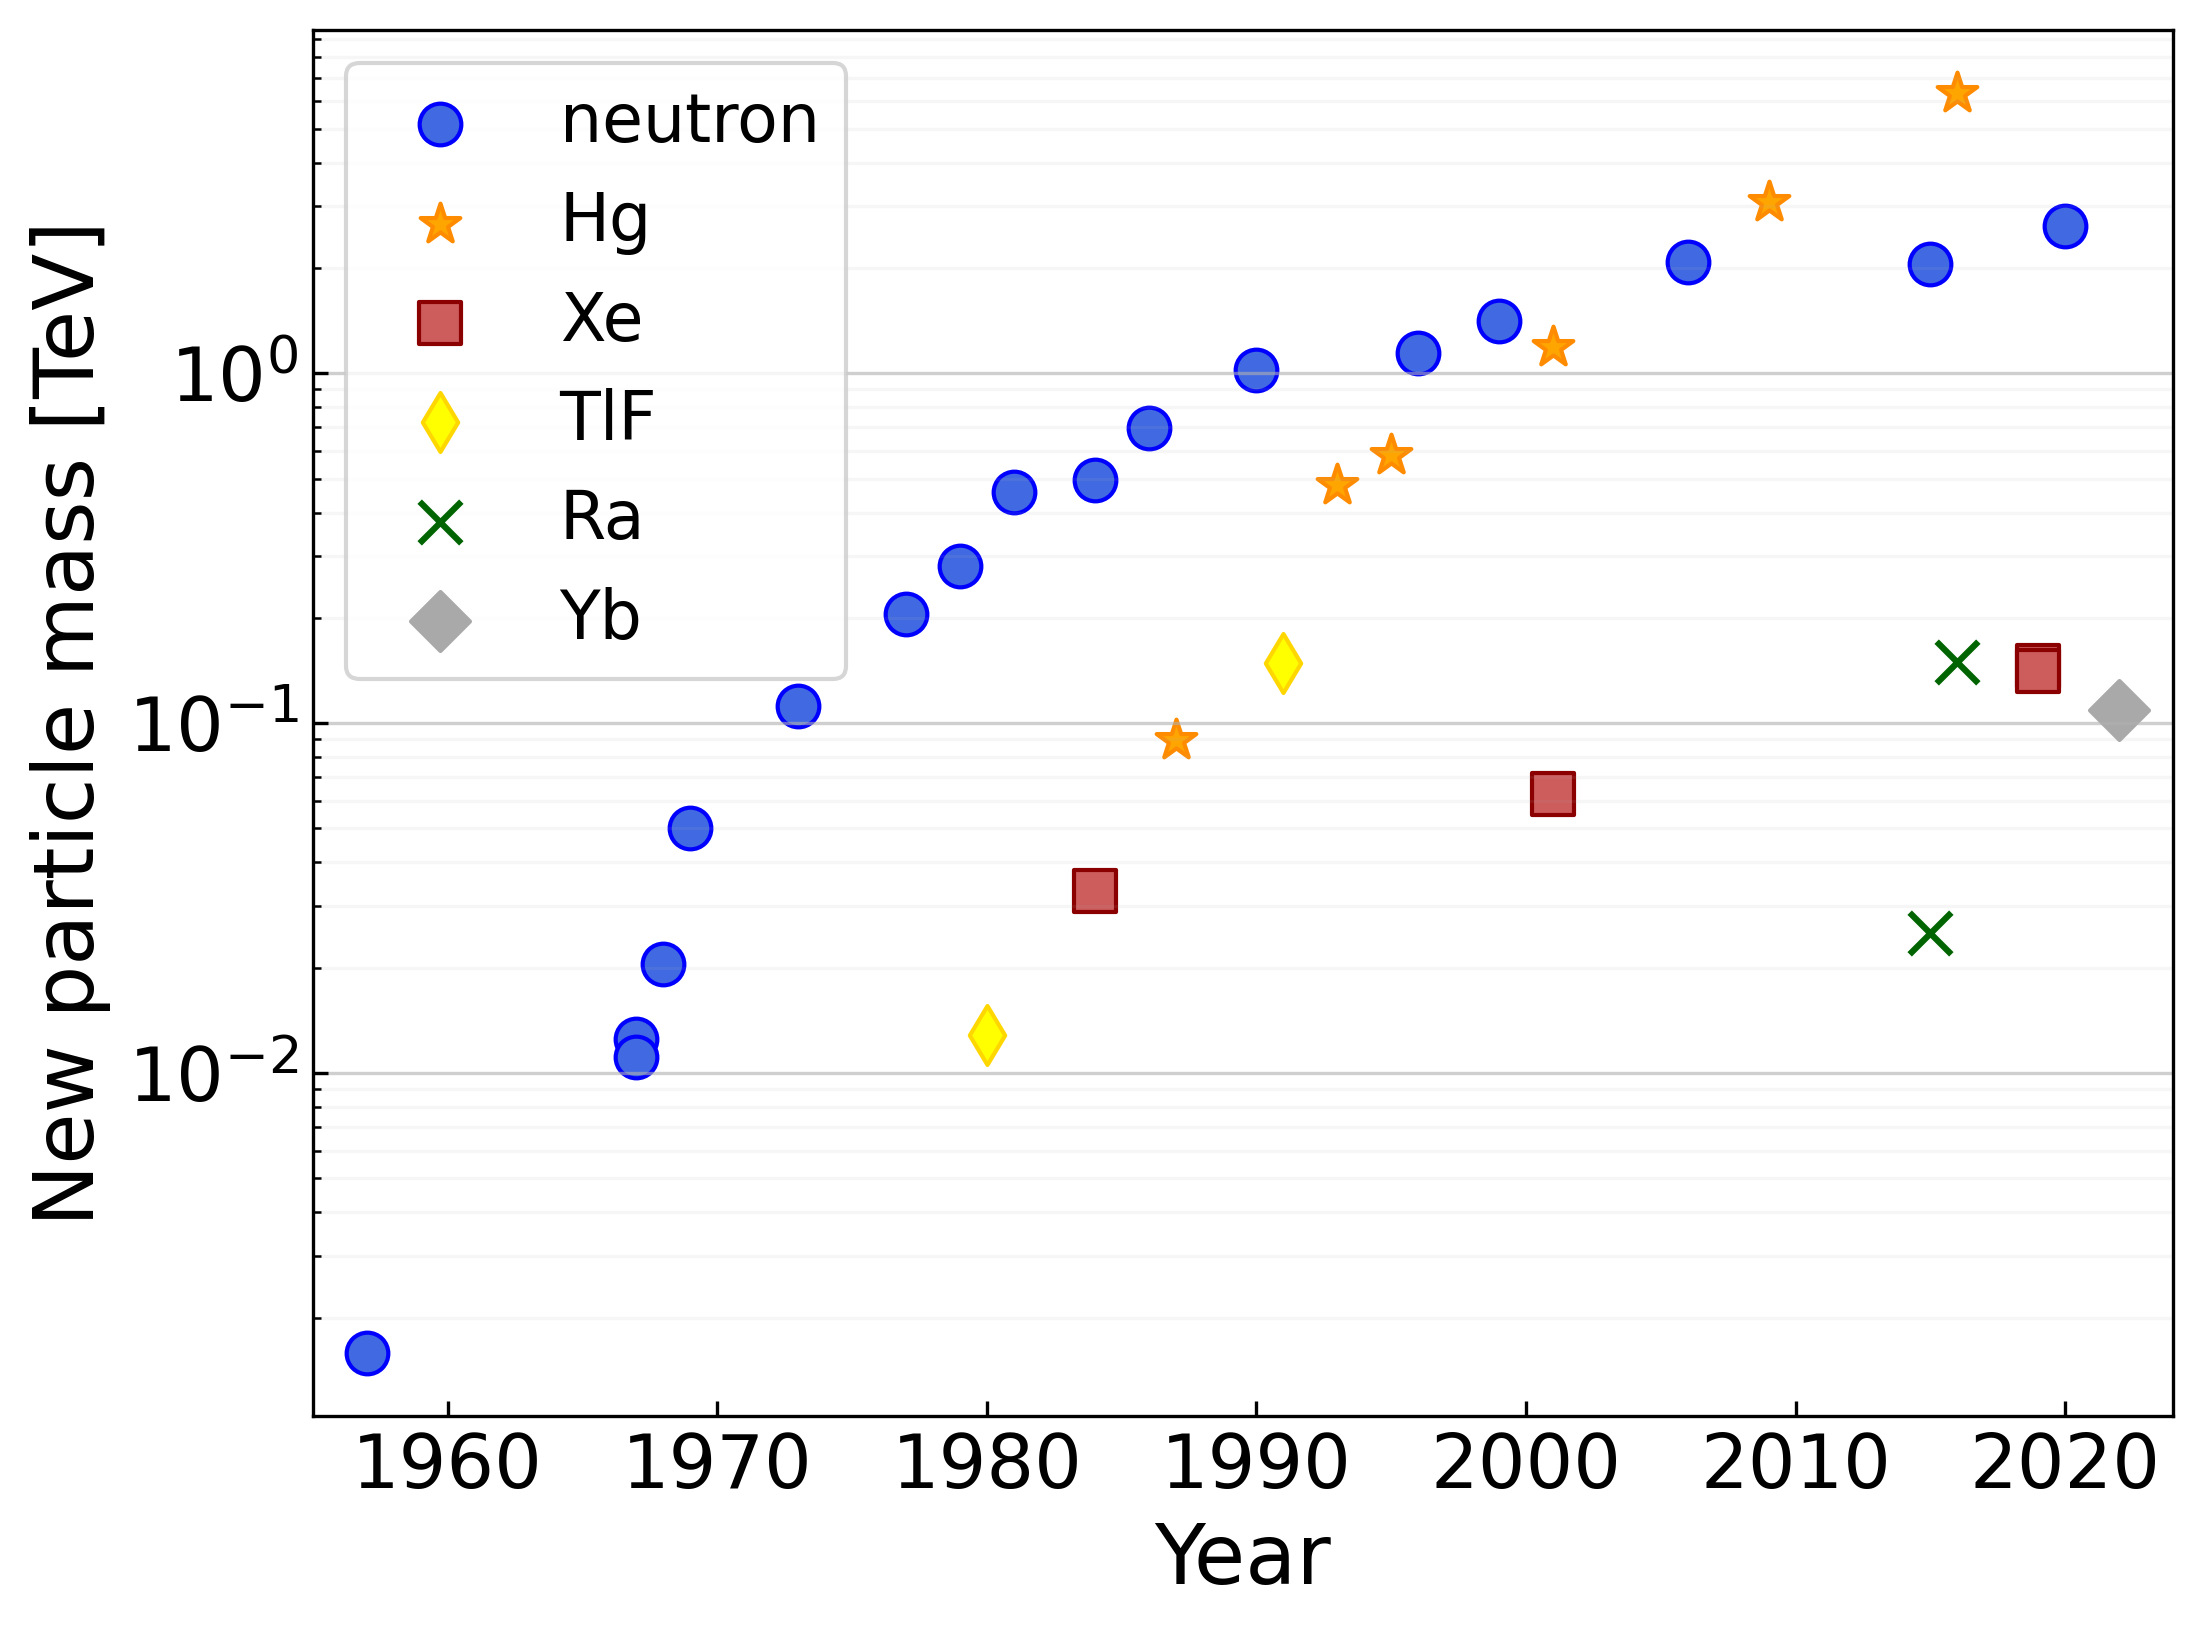 New particle mass [TeV]
neutron
Hg
Xe
TlF
Ra
Yb
10⁰
10⁻¹
10⁻²
1960 1970 1980 1990 2000 2010 2020
Year